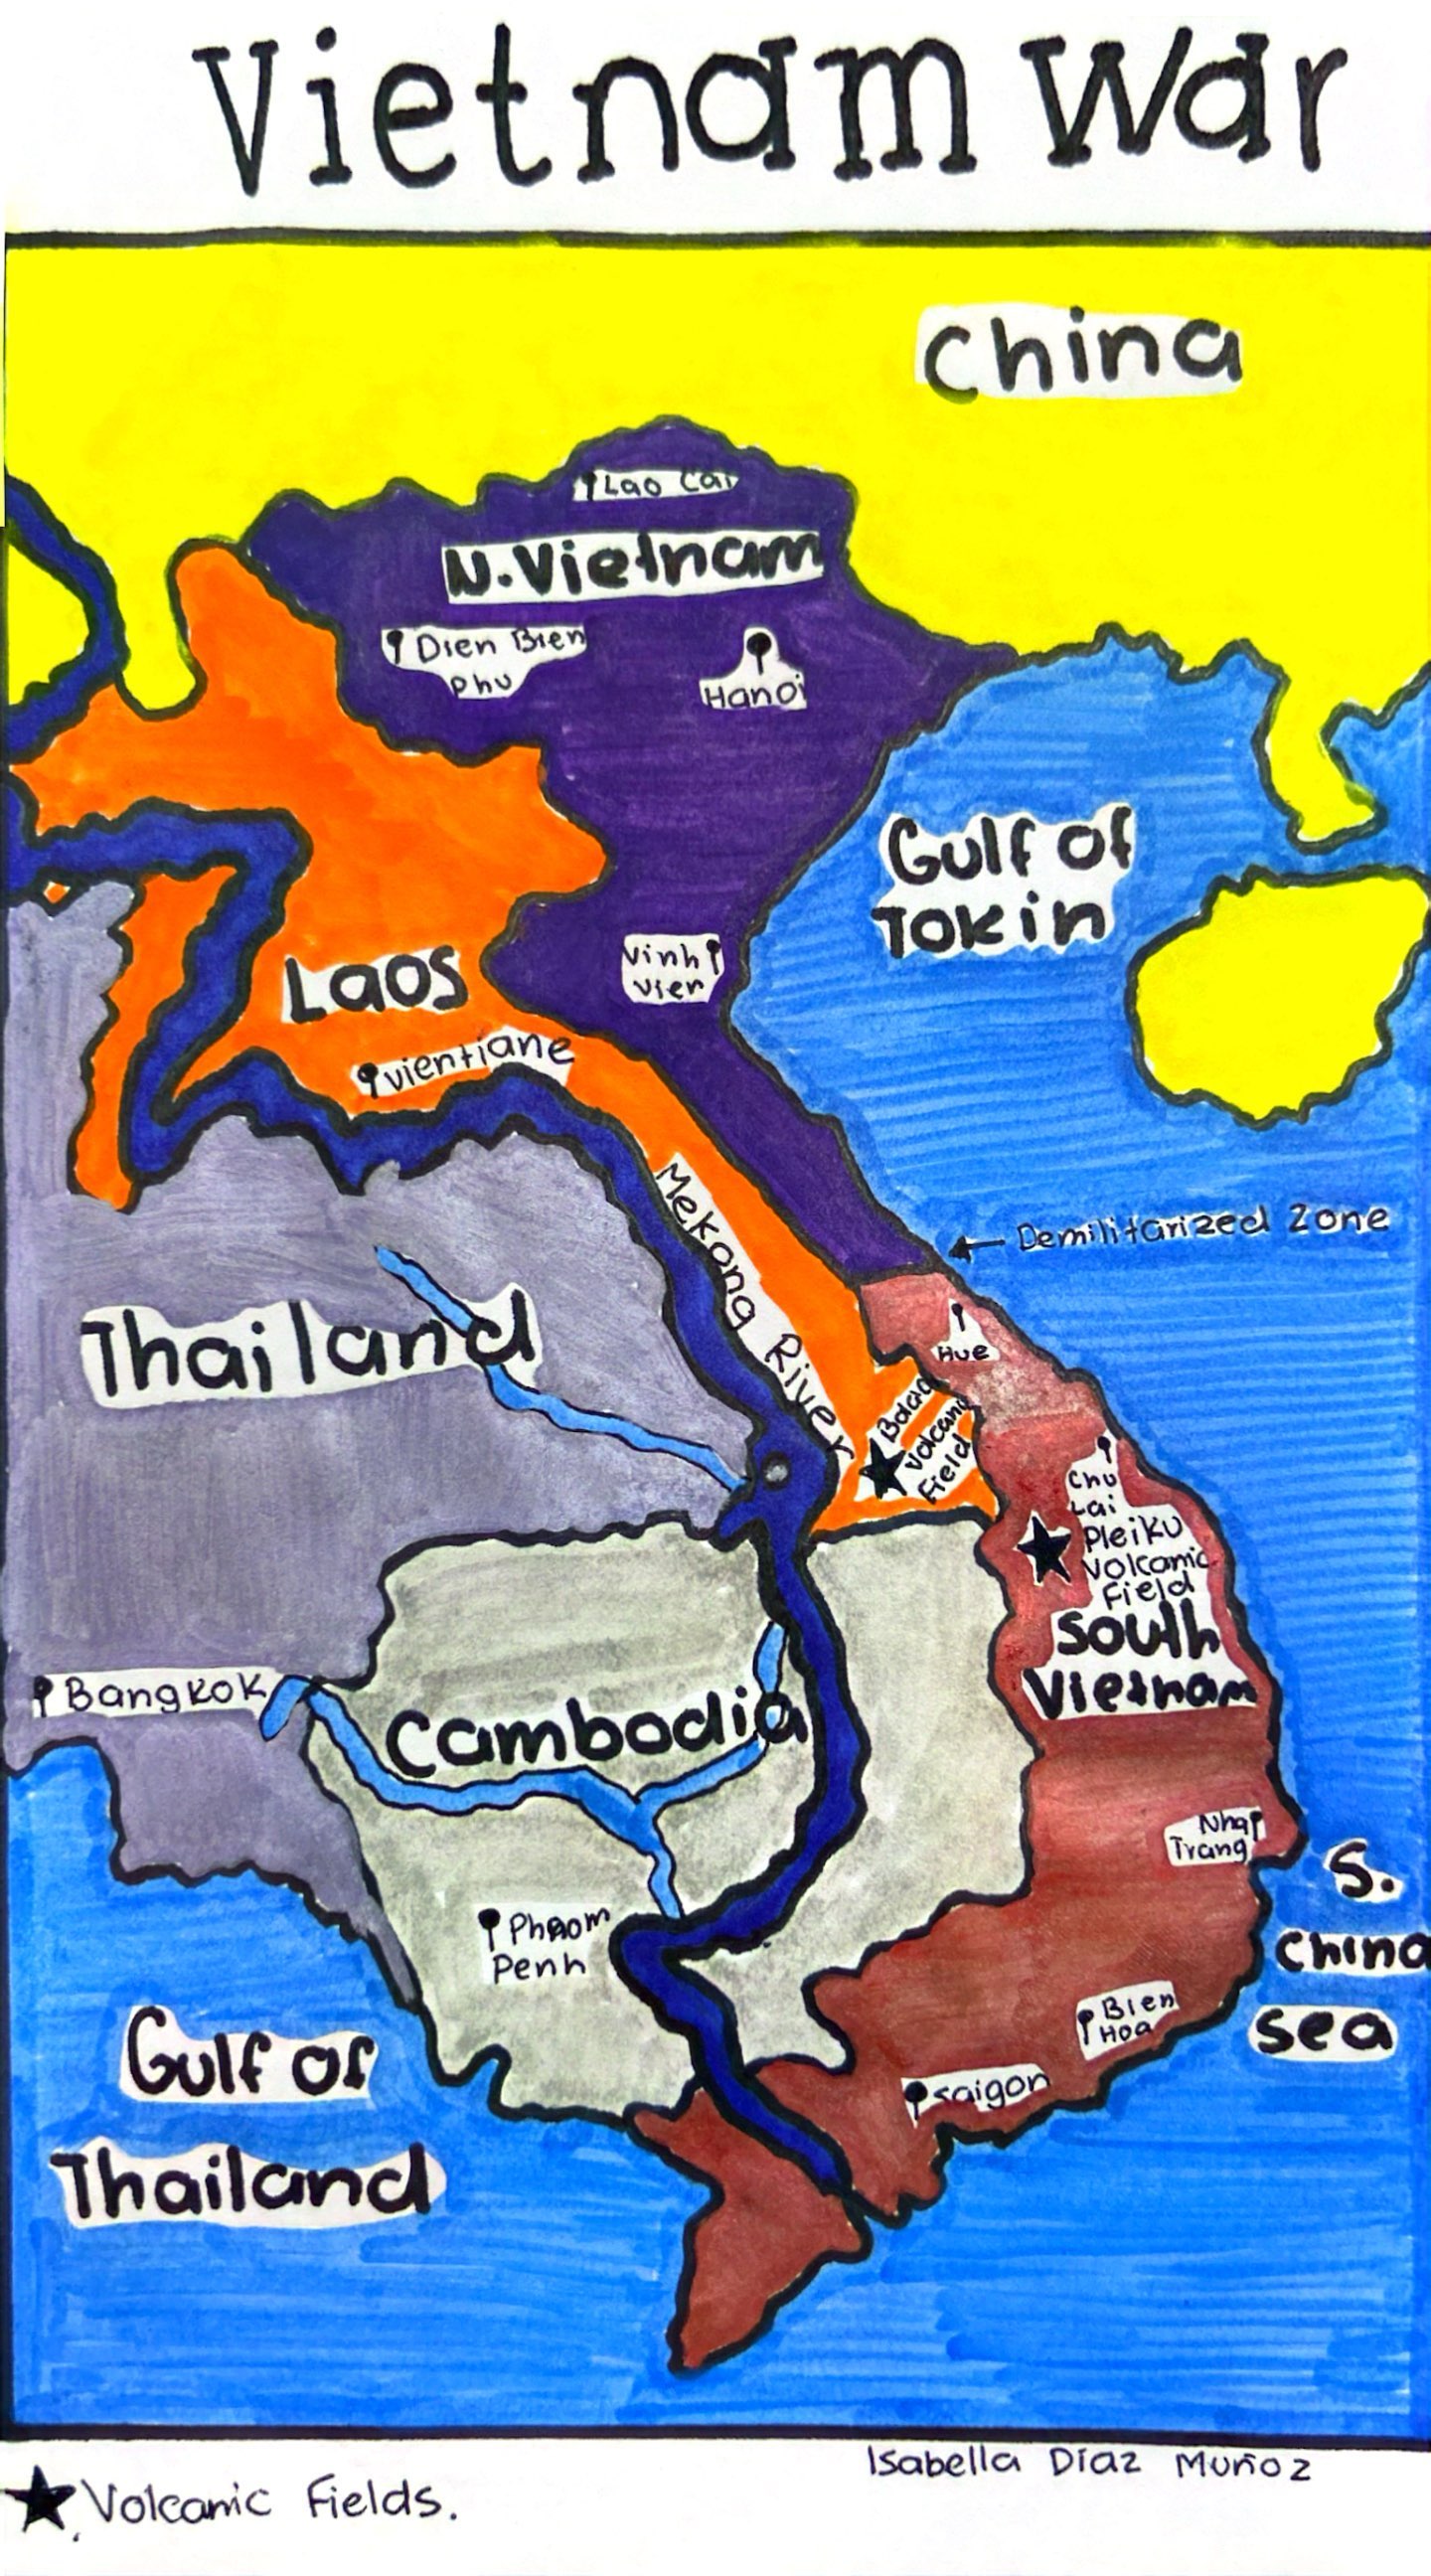 Vietnam War
China
Lao Cai
N.Vietnam
Dien Bien
Phu
Hanoi
Gulf of
Tokin
Vinh
Vien
Laos
Vientiane
Mekong River
Demilitarized Zone
Thailand
Hue
Volcanic
Field
Chu
Lai
Pleiku
Volcanic
Field
South
Vietnam
Bangkok
Cambodia
Nha
Trang
S.
China
Sea
Penh
Bien
Hoa
Saigon
Gulf of
Thailand
Isabella Díaz Muñoz
Volcanic Fields.